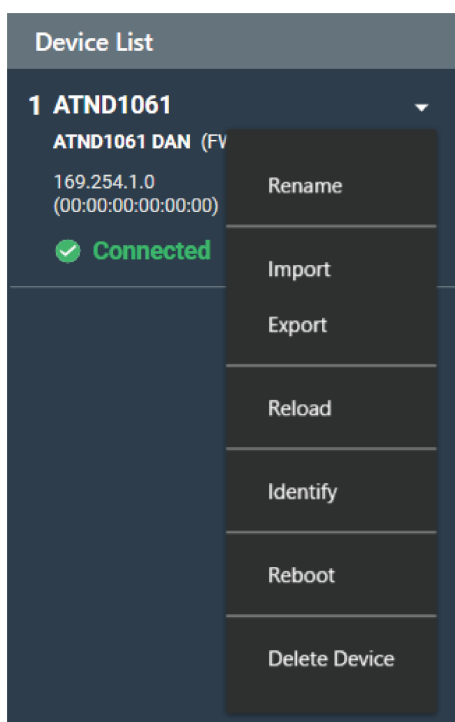 Device List
1 ATND1061
ATND1061 DAN (FW
169.254.1.0
(00:00:00:00:00:00)
Connected
Rename
Import
Export
Reload
Identify
Reboot
Delete Device